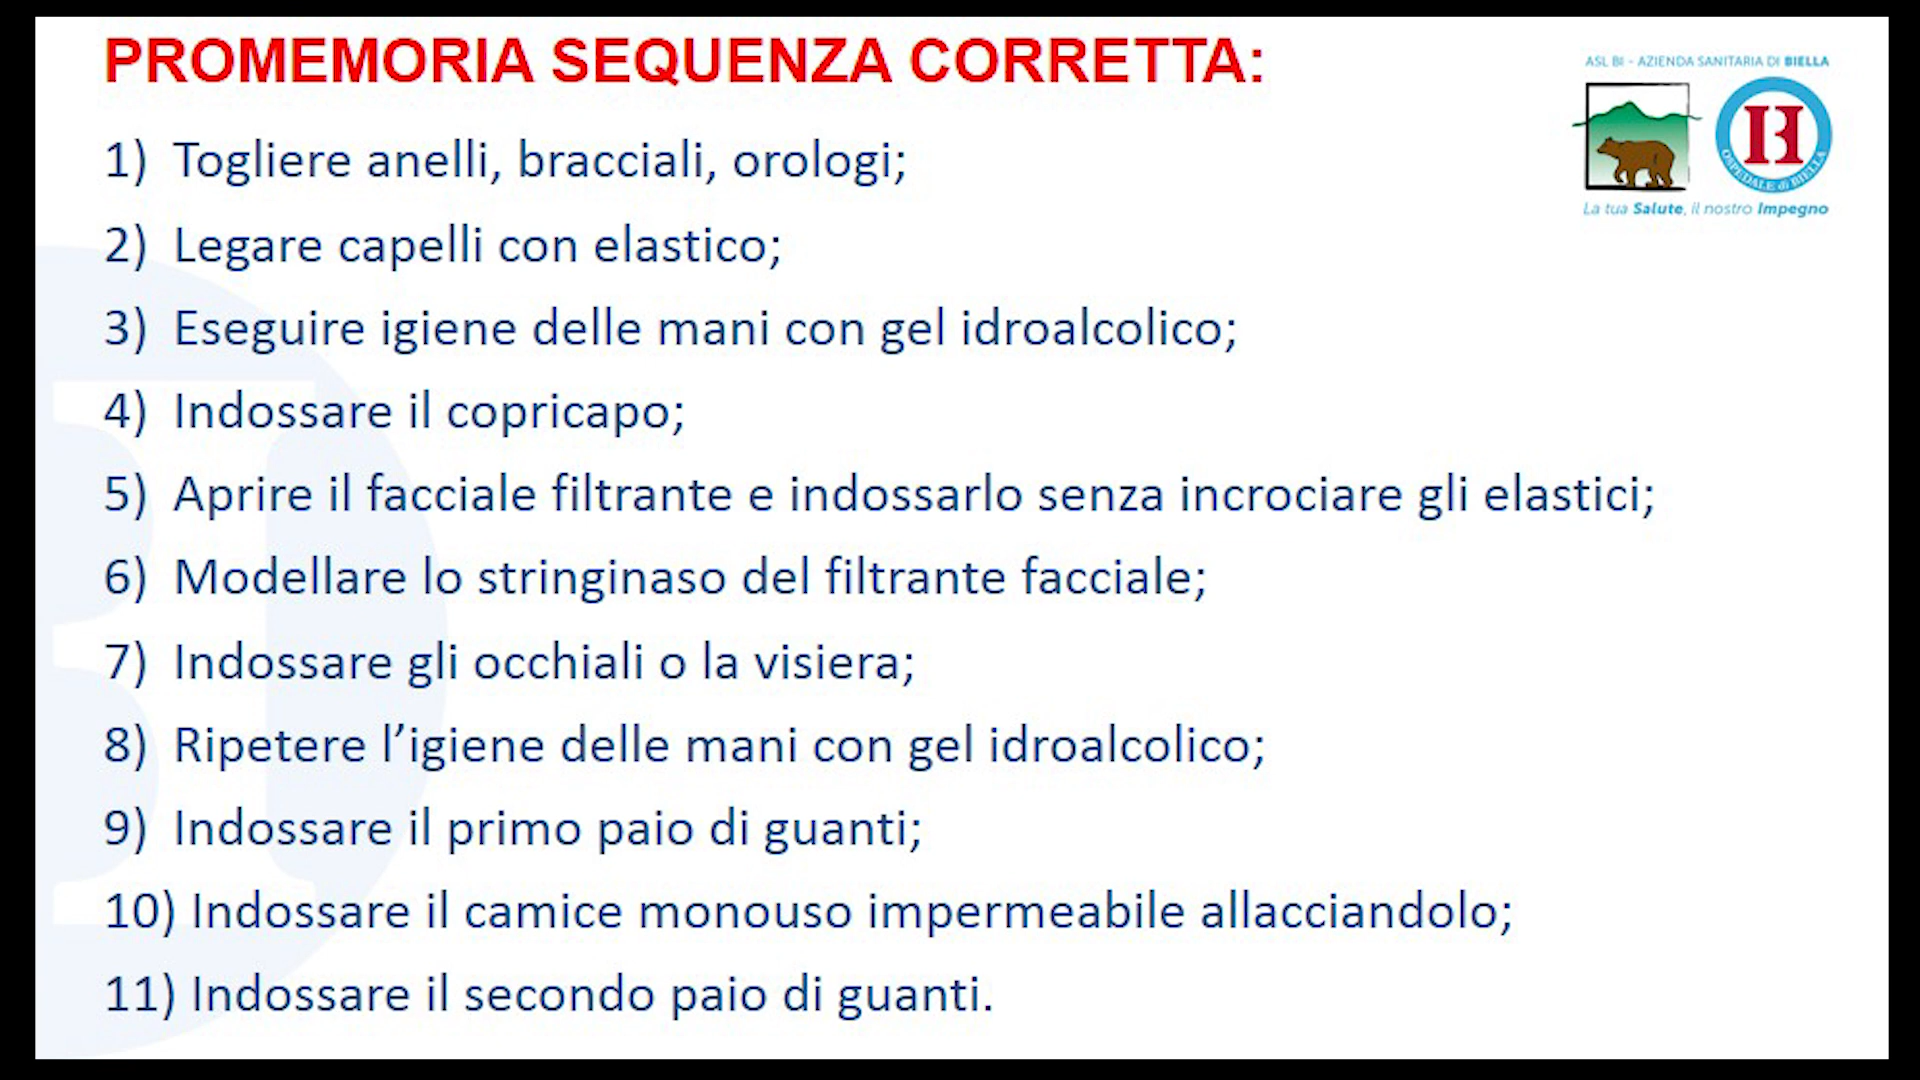 PROMEMORIA SEQUENZA CORRETTA:
ASL BI - AZIENDA SANITARIA DI BIELLA
OSPEDALE di BIELLA
La tua Salute, il nostro Impegno
1) Togliere anelli, bracciali, orologi;
2) Legare capelli con elastico;
3) Eseguire igiene delle mani con gel idroalcolico;
4) Indossare il copricapo;
5) Aprire il facciale filtrante e indossarlo senza incrociare gli elastici;
6) Modellare lo stringinaso del filtrante facciale;
7) Indossare gli occhiali o la visiera;
8) Ripetere l’igiene delle mani con gel idroalcolico;
9) Indossare il primo paio di guanti;
10) Indossare il camice monouso impermeabile allacciandolo;
11) Indossare il secondo paio di guanti.